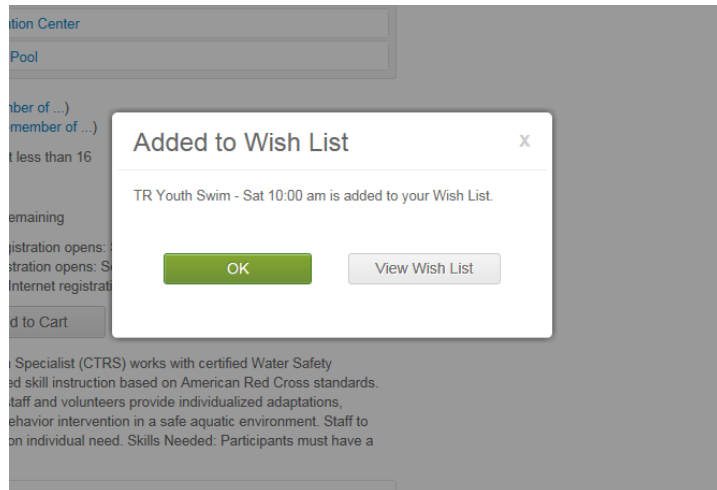 ation Center
Pool
nber of ...)
-member of ...)
t less than 16
Added to Wish List
x
TR Youth Swim - Sat 10:00 am is added to your Wish List.
emaining
gistration opens:
stration opens: S
Internet registrati
OK
View Wish List
d to Cart
Specialist (CTRS) works with certified Water Safety
ed skill instruction based on American Red Cross standards.
taff and volunteers provide individualized adaptations,
ehavior intervention in a safe aquatic environment. Staff to
on individual need. Skills Needed: Participants must have a